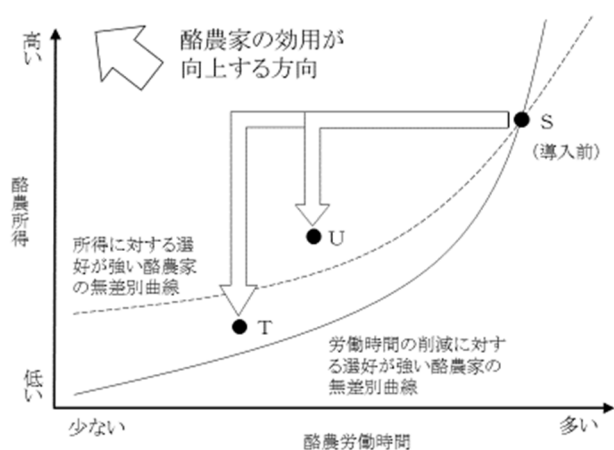 高い
酪農家の効用が
向上する方向
S
(導入前)
酪農所得
U
所得に対する選
好が強い酪農家
の無差別曲線
T
労働時間の削減に対
する選好が強い酪農家の
無差別曲線
低い
少ない
多い
酪農労働時間